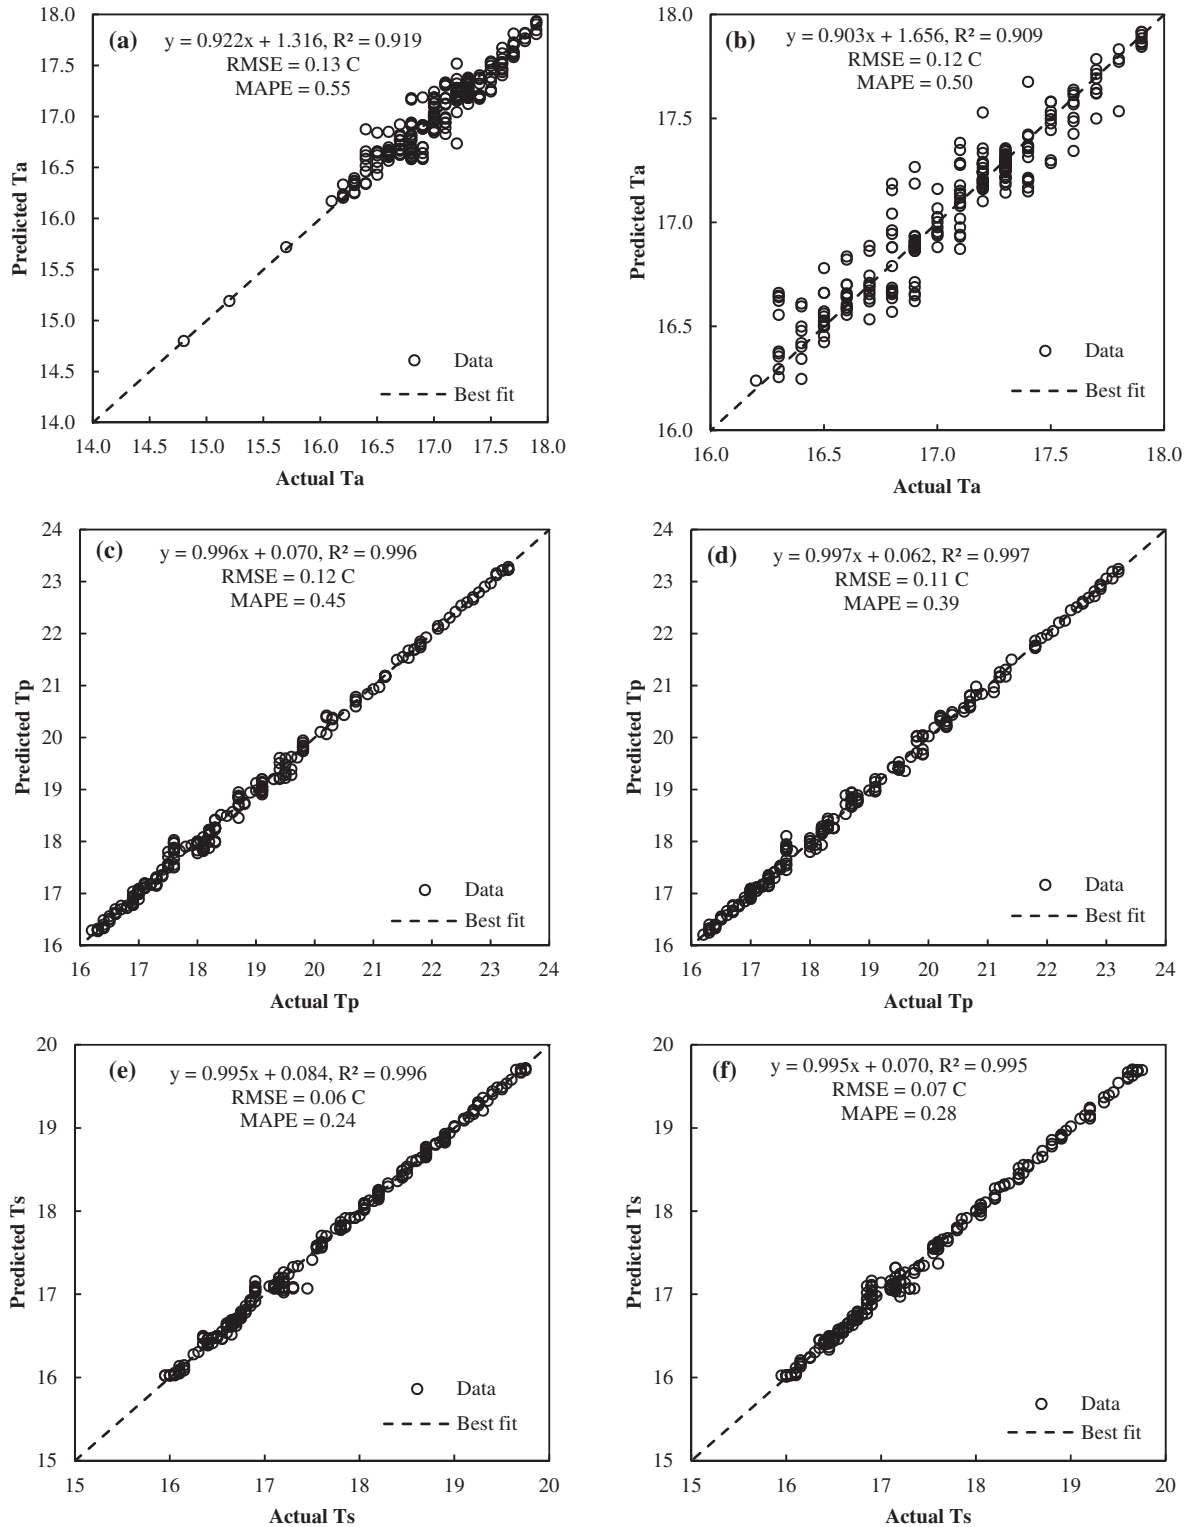 (a)
y = 0.922x + 1.316, R² = 0.919
RMSE = 0.13 C
MAPE = 0.55
18.0
17.5
17.0
16.5
16.0
15.5
15.0
14.5
14.0
Predicted Ta
Data
Best fit
14.0 14.5 15.0 15.5 16.0 16.5 17.0 17.5 18.0
Actual Ta
(b)
y = 0.903x + 1.656, R² = 0.909
RMSE = 0.12 C
MAPE = 0.50
18.0
17.5
17.0
16.5
16.0
Predicted Ta
Data
Best fit
16.0 16.5 17.0 17.5 18.0
Actual Ta
(c)
y = 0.996x + 0.070, R² = 0.996
RMSE = 0.12 C
MAPE = 0.45
24
23
22
21
20
19
18
17
16
Predicted Tp
Data
Best fit
16 17 18 19 20 21 22 23 24
Actual Tp
(d)
y = 0.997x + 0.062, R² = 0.997
RMSE = 0.11 C
MAPE = 0.39
24
23
22
21
20
19
18
17
16
Predicted Tp
Data
Best fit
16 17 18 19 20 21 22 23 24
Actual Tp
(e)
y = 0.995x + 0.084, R² = 0.996
RMSE = 0.06 C
MAPE = 0.24
20
19
18
17
16
15
Predicted Ts
Data
Best fit
15 16 17 18 19 20
Actual Ts
(f)
y = 0.995x + 0.070, R² = 0.995
RMSE = 0.07 C
MAPE = 0.28
20
19
18
17
16
15
Predicted Ts
Data
Best fit
15 16 17 18 19 20
Actual Ts